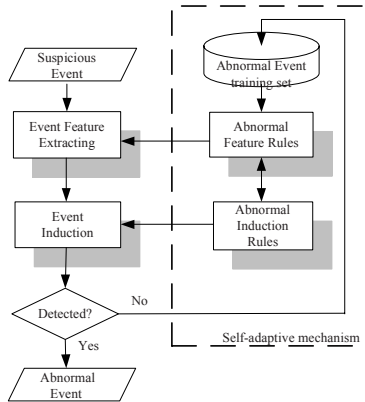 Suspicious
Event
Abnormal Event
training set
Event Feature
Extracting
Abnormal
Feature Rules
Event
Induction
Abnormal
Induction
Rules
Detected?
No
Yes
Self-adaptive mechanism
Abnormal
Event